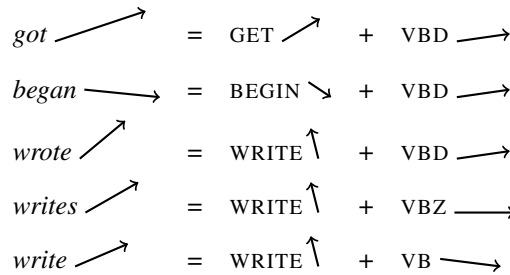 got = GET + VBD
began = BEGIN + VBD
wrote = WRITE + VBD
writes = WRITE + VBZ
write = WRITE + VB